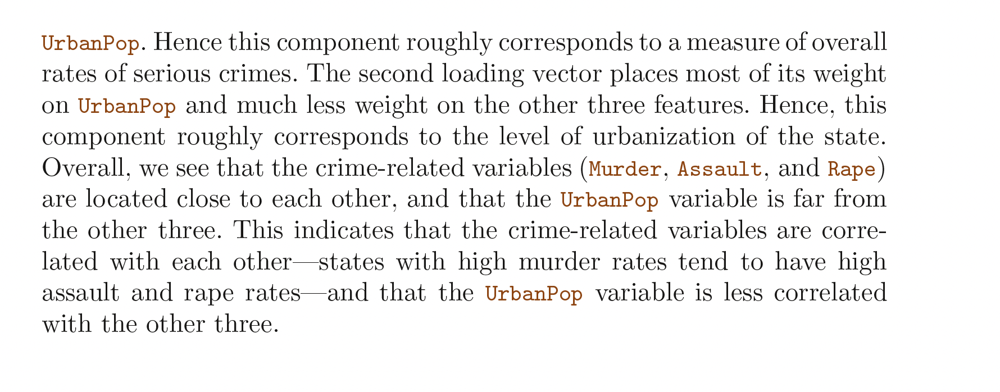 UrbanPop. Hence this component roughly corresponds to a measure of overall
rates of serious crimes. The second loading vector places most of its weight
on UrbanPop and much less weight on the other three features. Hence, this
component roughly corresponds to the level of urbanization of the state.
Overall, we see that the crime-related variables (Murder, Assault, and Rape)
are located close to each other, and that the UrbanPop variable is far from
the other three. This indicates that the crime-related variables are corre-
lated with each other—states with high murder rates tend to have high
assault and rape rates—and that the UrbanPop variable is less correlated
with the other three.